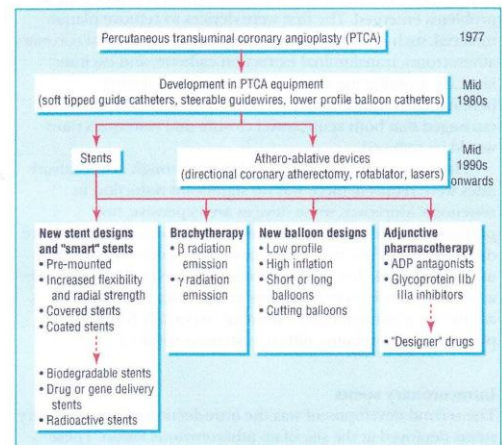 Percutaneous transluminal coronary angioplasty (PTCA)
1977
Development in PTCA equipment
(soft tipped guide catheters, steerable guidewires, lower profile balloon catheters)
Mid
1980s
Stents
Athero-ablative devices
(directional coronary atherectomy, rotablator, lasers)
Mid
1990s
onwards
New stent designs
and "smart" stents
• Pre-mounted
• Increased flexibility
and radial strength
• Covered stents
• Coated stents
• Biodegradable stents
• Drug or gene delivery
stents
• Radioactive stents
Brachytherapy
• β radiation
emission
• γ radiation
emission
New balloon designs
• Low profile
• High inflation
• Short or long
balloons
• Cutting balloons
Adjunctive
pharmacotherapy
• ADP antagonists
• Glycoprotein IIb/
IIIa inhibitors
• "Designer" drugs